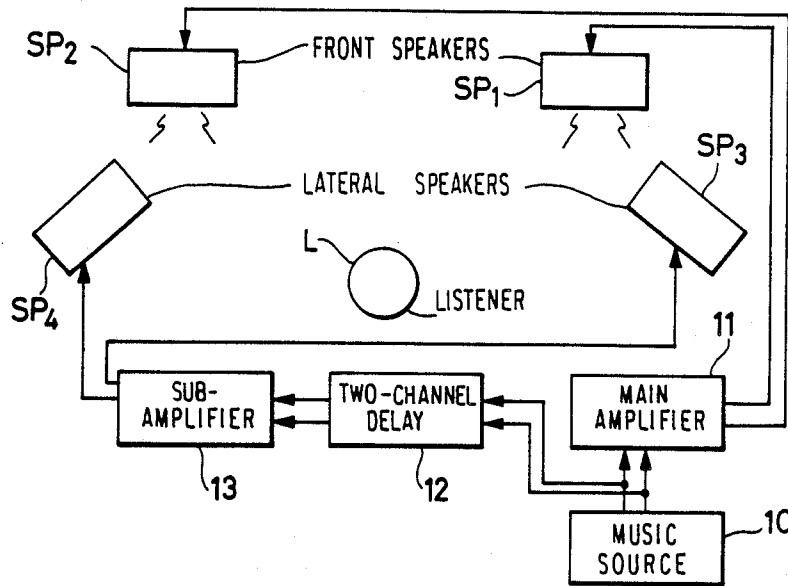 SP2
FRONT SPEAKERS
SP1
SP3
LATERAL SPEAKERS
L
LISTENER
SP4
11
SUB-
AMPLIFIER
TWO-CHANNEL
DELAY
MAIN
AMPLIFIER
13
12
MUSIC
SOURCE
10